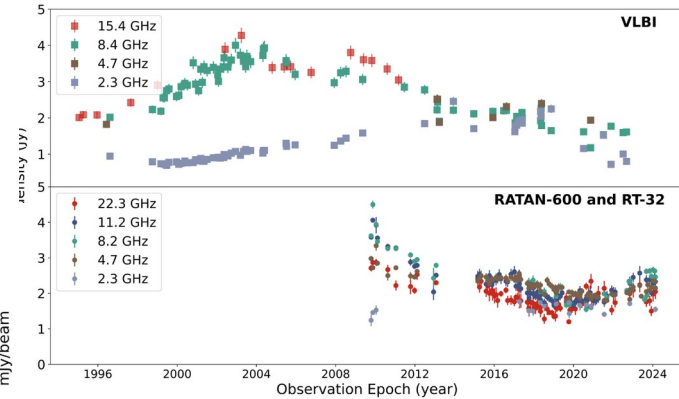 5
VLBI
15.4 GHz
8.4 GHz
4.7 GHz
2.3 GHz
4
3
2
1
5
RATAN-600 and RT-32
22.3 GHz
11.2 GHz
8.2 GHz
4.7 GHz
2.3 GHz
4
3
2
1
0
mJy/beam
1996 2000 2004 2008 2012 2016 2020 2024
Observation Epoch (year)